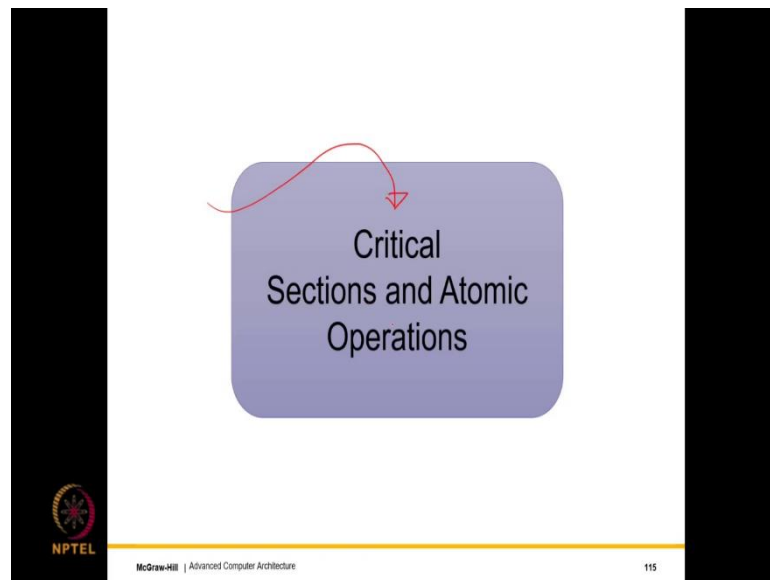 Critical
Sections and Atomic
Operations
NPTEL
McGraw-Hill | Advanced Computer Architecture
115